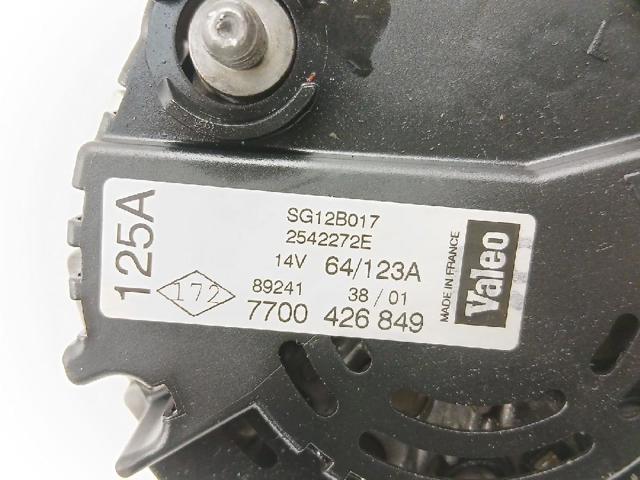 125A
172
SG12B017
2542272E
14V 64/123A
89241 38 / 01
7700 426 849
MADE IN FRANCE
Valeo